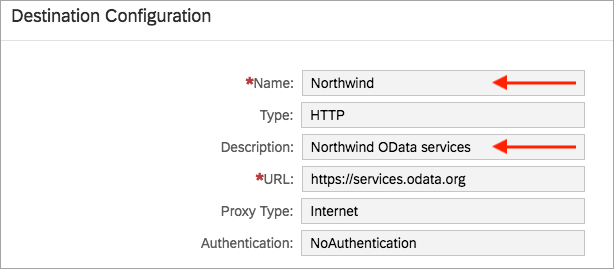 Destination Configuration
*Name: Northwind
Type: HTTP
Description: Northwind OData services
*URL: https://services.odata.org
Proxy Type: Internet
Authentication: NoAuthentication